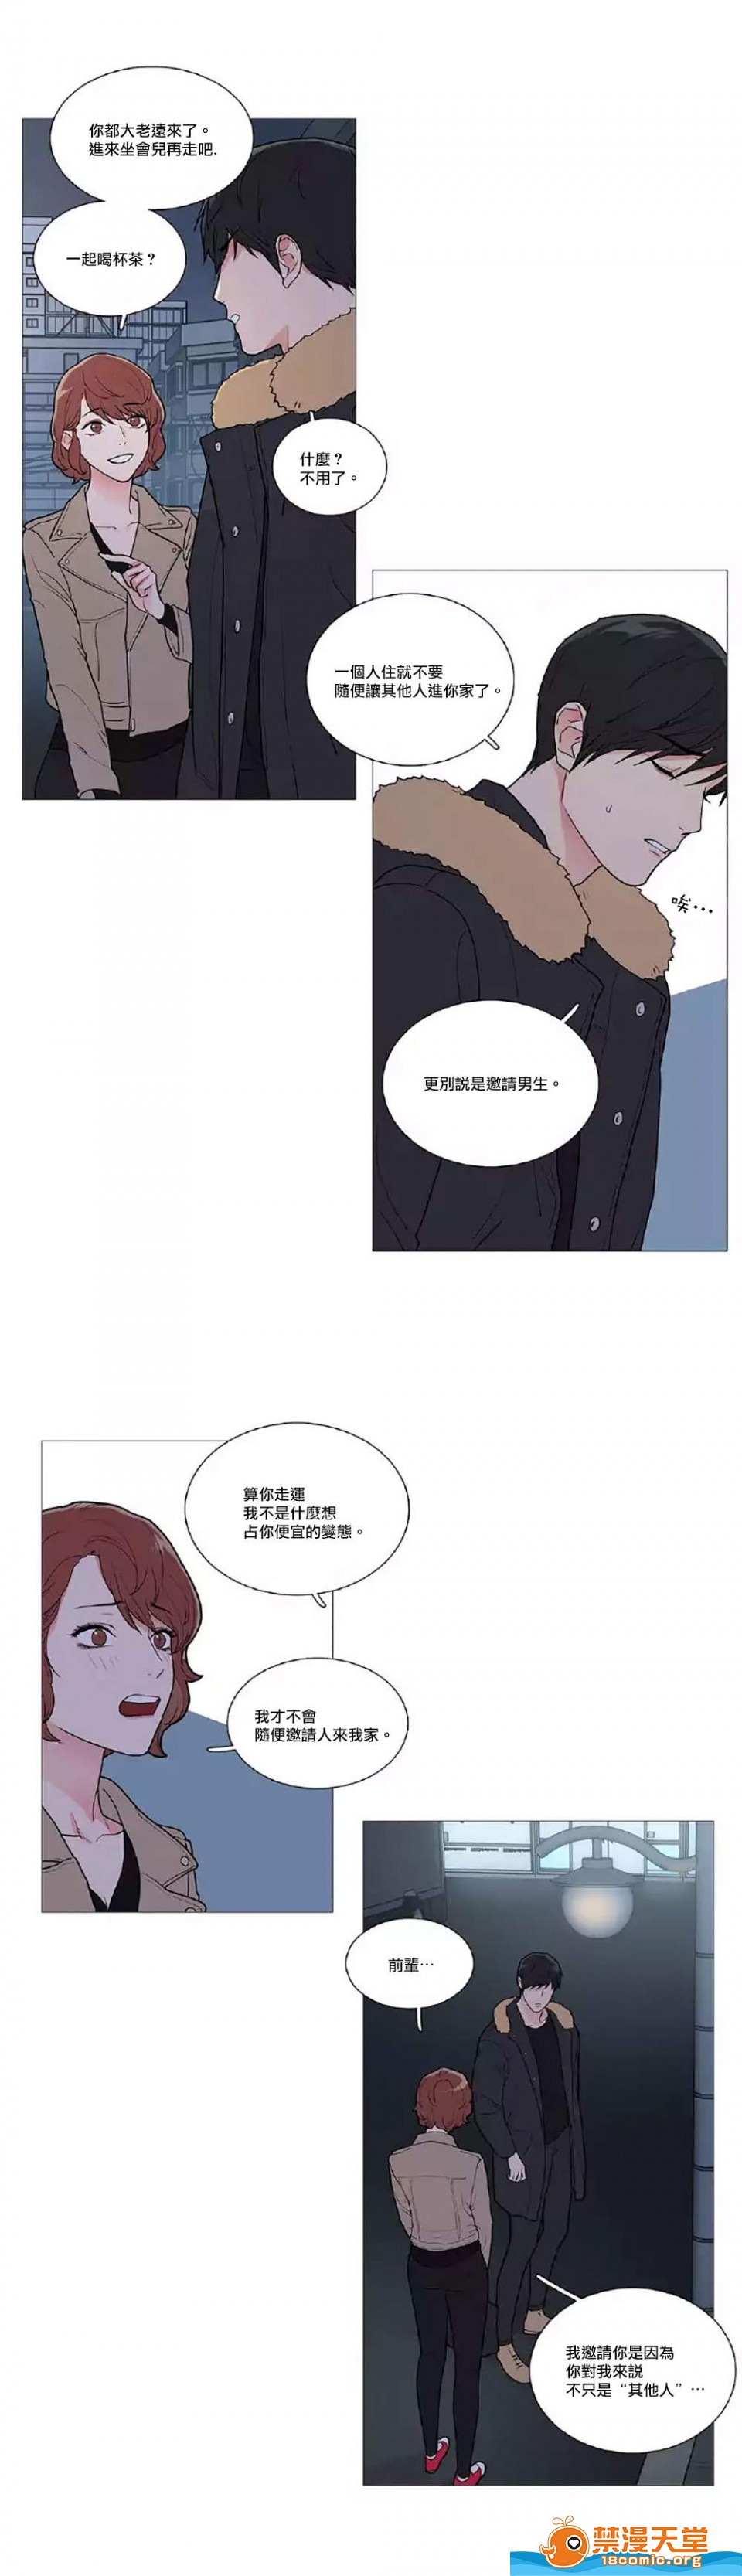 你都大老遠來了。
進來坐會兒再走吧.
一起喝杯茶？
什麼？
不用了。
一個人住就不要
隨便讓其他人進你家了。
唉…
更別説是邀請男生。
算你走運
我不是什麼想
占你便宜的變態。
我才不會
隨便邀請人來我家。
前輩…
我邀請你是因為
你對我來説
不只是“其他人”…
禁漫天堂
18comic.org